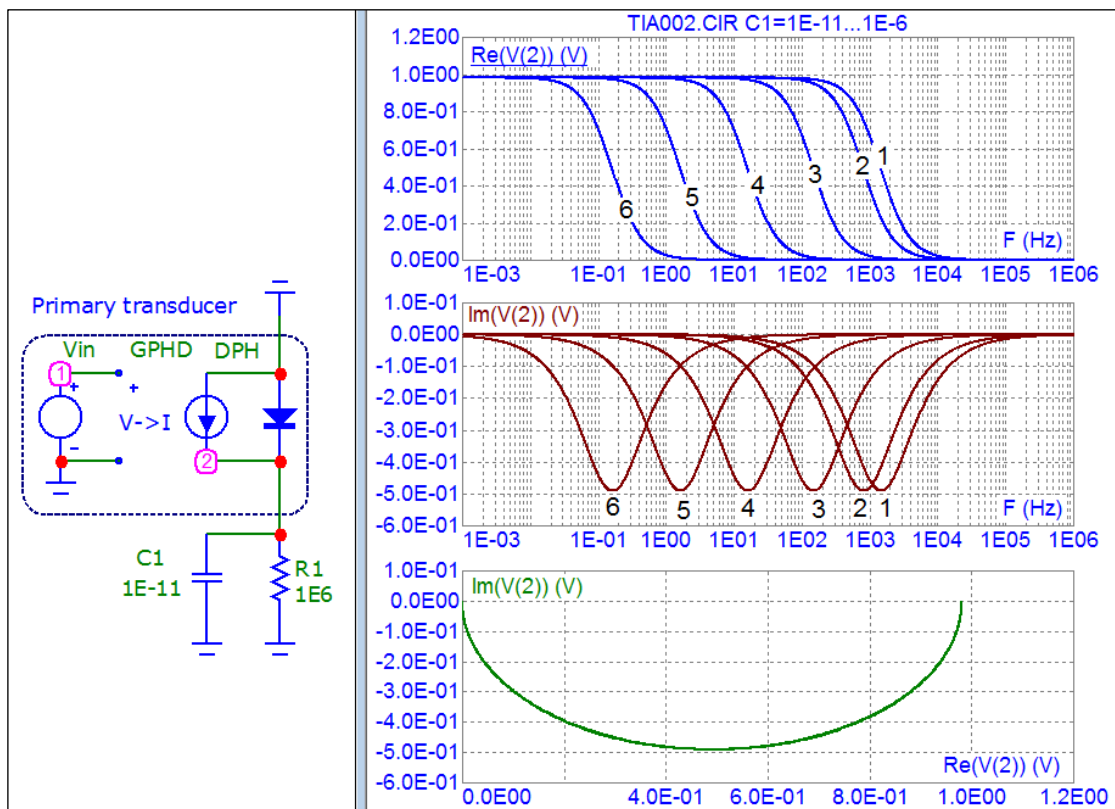 Primary transducer
Vin GPHD DPH
1
+
+
V->I
-
2
C1
1E-11
R1
1E6
TIA002.CIR C1=1E-11...1E-6
1.2E00
Re(V(2)) (V)
1.0E00
8.0E-01
6.0E-01
4.0E-01
2.0E-01
0.0E00
6 5 4 3 2 1
F (Hz)
1E-03 1E-01 1E00 1E01 1E02 1E03 1E04 1E05 1E06
1.0E-01
Im(V(2)) (V)
0.0E00
-1.0E-01
-2.0E-01
-3.0E-01
-4.0E-01
-5.0E-01
-6.0E-01
6 5 4 3 2 1
F (Hz)
1E-03 1E-01 1E00 1E01 1E02 1E03 1E04 1E05 1E06
1.0E-01
Im(V(2)) (V)
0.0E00
-1.0E-01
-2.0E-01
-3.0E-01
-4.0E-01
-5.0E-01
-6.0E-01
Re(V(2)) (V)
0.0E00 4.0E-01 6.0E-01 8.0E-01 1.2E00